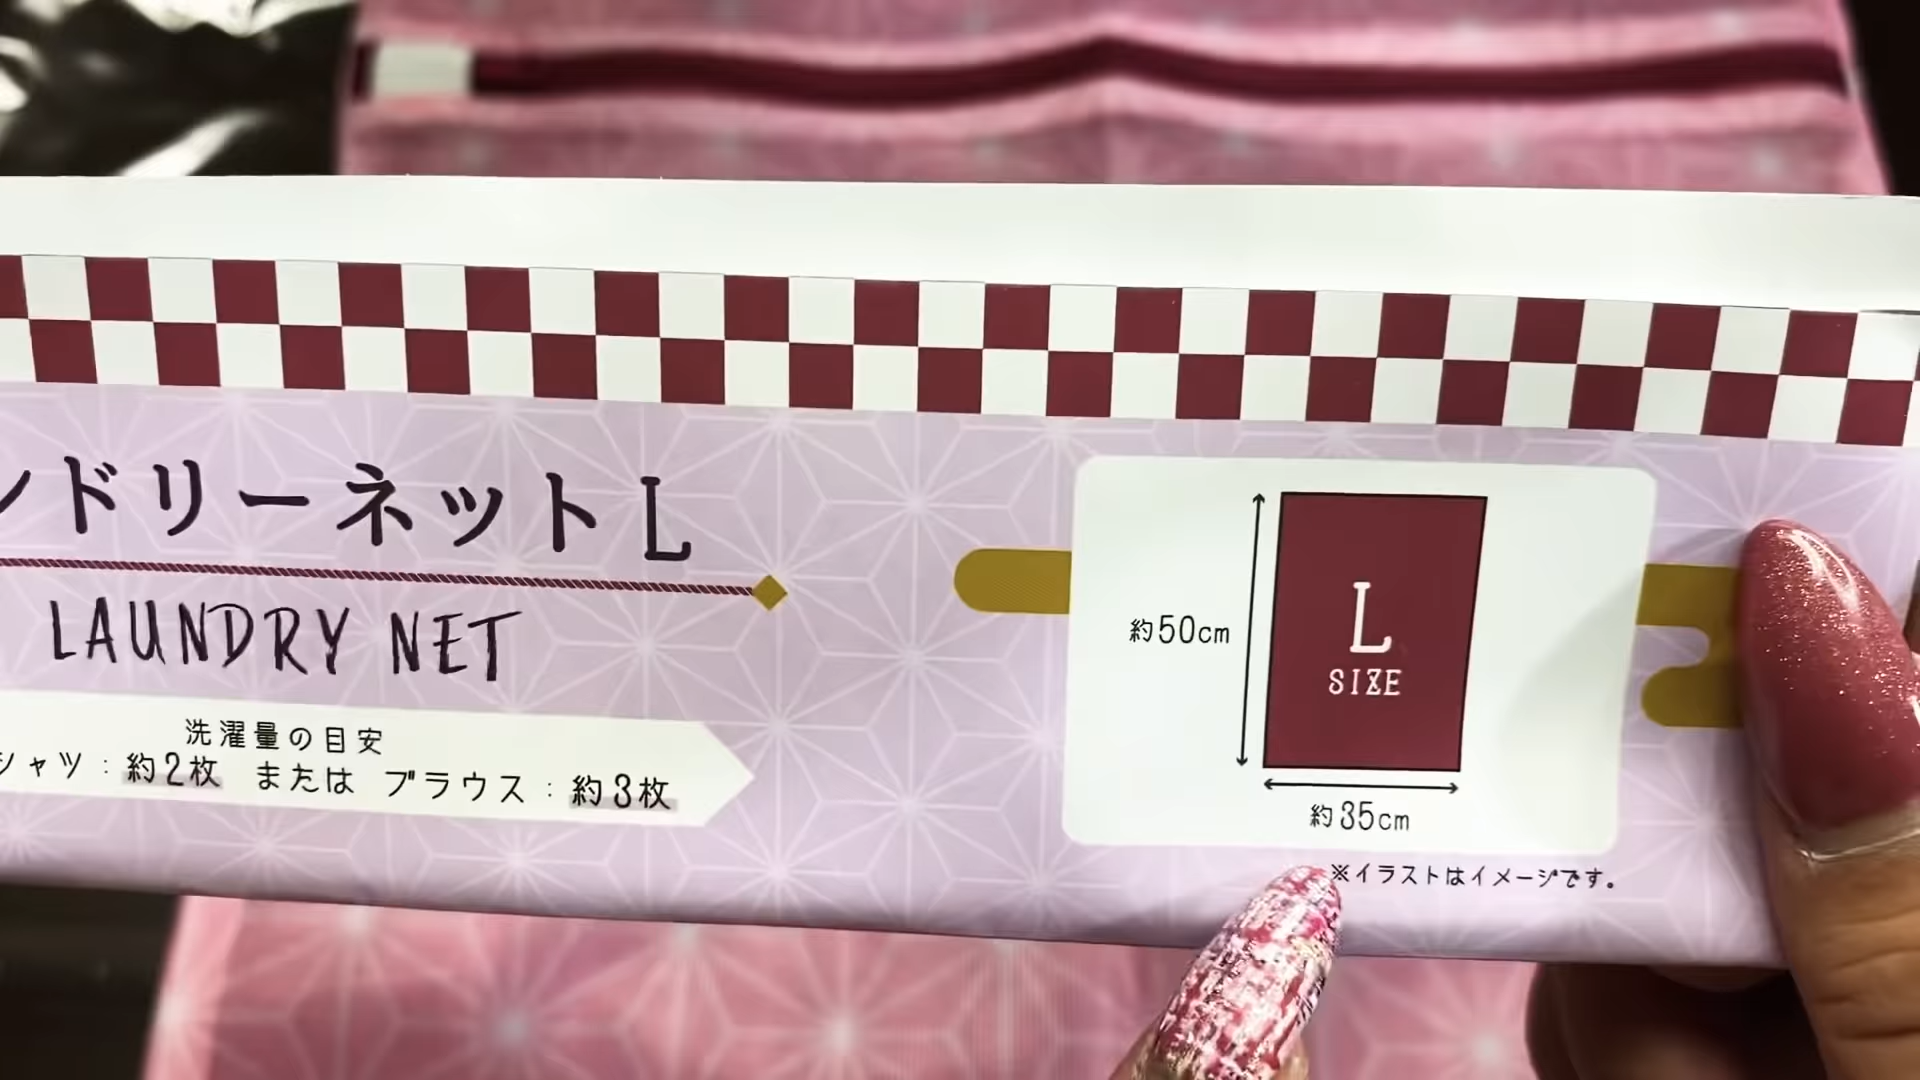 ンドリーネットL
LAUNDRY NET
洗濯量の目安
シャツ：約2枚 または ブラウス：約3枚
約50cm
L
SIZE
約35cm
※イラストはイメージです。